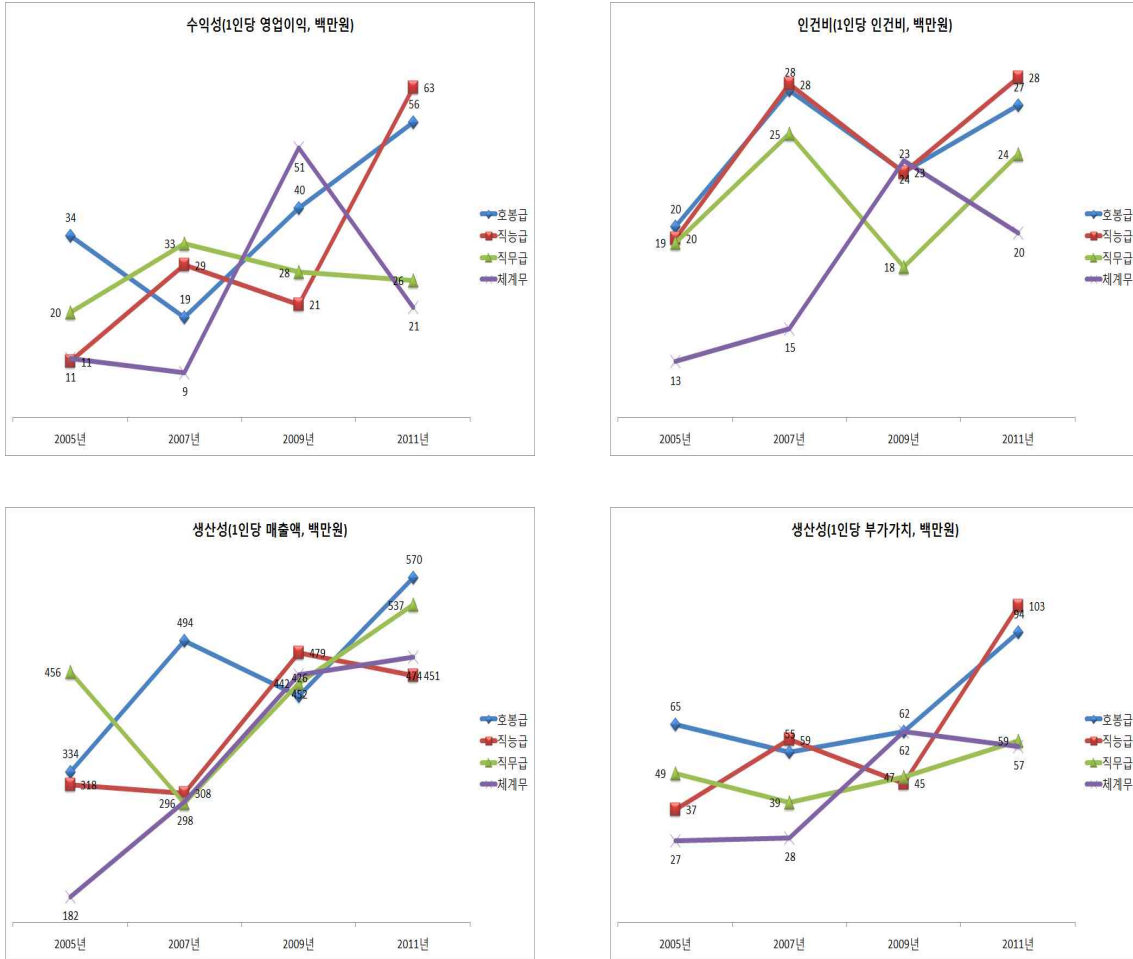 수익성(1인당 영업이익, 백만원)
63
56
51
40
34
33
29
28
26
21
21
20
19
11
11
9
2005년 2007년 2009년 2011년
호봉급
직능급
직무급
체계무
인건비(1인당 인건비, 백만원)
28
28
28
27
25
24
23
23
24
20
20
19
20
18
15
13
2005년 2007년 2009년 2011년
호봉급
직능급
직무급
체계무
생산성(1인당 매출액, 백만원)
570
537
494
479
456
474 451
442 426
452
334
318
296 308
298
182
2005년 2007년 2009년 2011년
호봉급
직능급
직무급
체계무
생산성(1인당 부가가치, 백만원)
103
94
65
62
62
55
59
59
57
49
47 45
39
37
27
28
2005년 2007년 2009년 2011년
호봉급
직능급
직무급
체계무